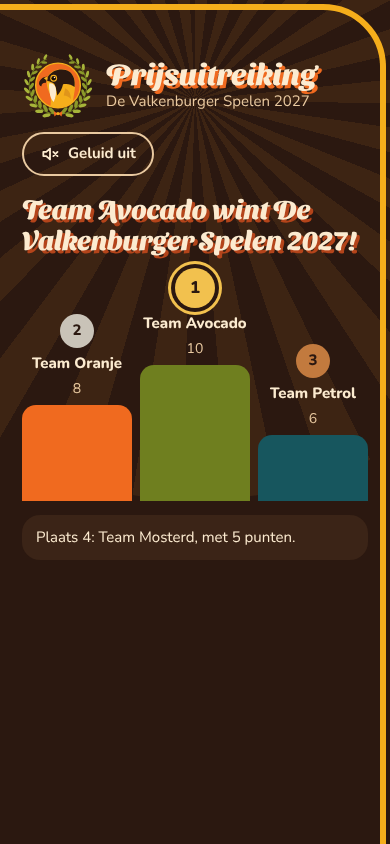 Prijsuitreiking
De Valkenburger Spelen 2027
Geluid uit
Team Avocado wint De
Valkenburger Spelen 2027!
1
Team Avocado
10
2
Team Oranje
8
3
Team Petrol
6
Plaats 4: Team Mosterd, met 5 punten.